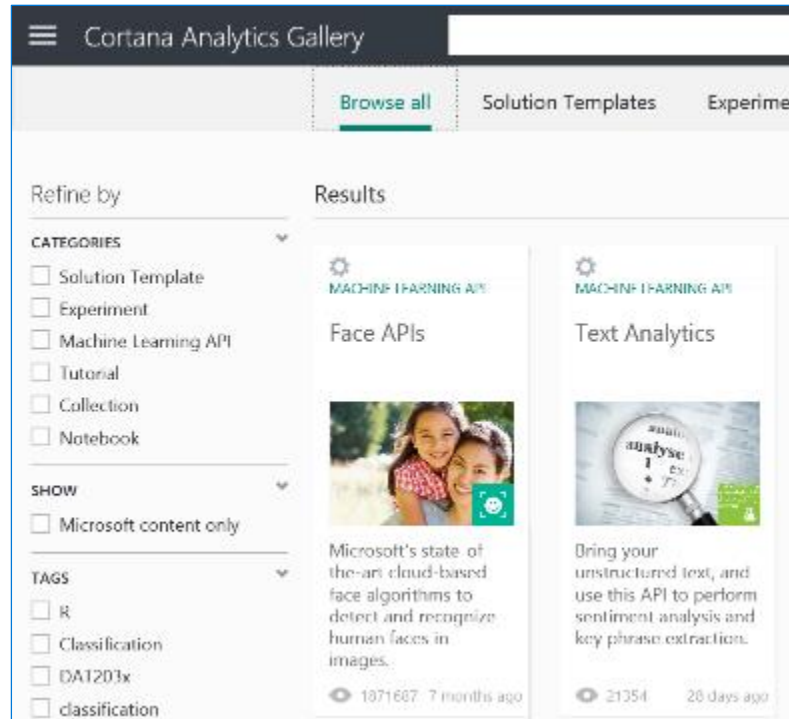 Cortana Analytics Gallery
Browse all
Solution Templates
Experime
Refine by
CATEGORIES
Solution Template
Experiment
Machine Learning API
Tutorial
Collection
Notebook
SHOW
Microsoft content only
TAGS
R
Classification
DAT203x
classification
Results
MACHINE LEARNING API
Face APIs
Microsoft's state of
the-art cloud-based
face algorithms to
detect and recognize
human faces in
images.
1871687 7 months ago
MACHINE LEARNING API
Text Analytics
analyse
Bring your
unstructured text, and
use this API to perform
sentiment analysis and
key phrase extraction.
21354 28 days ago